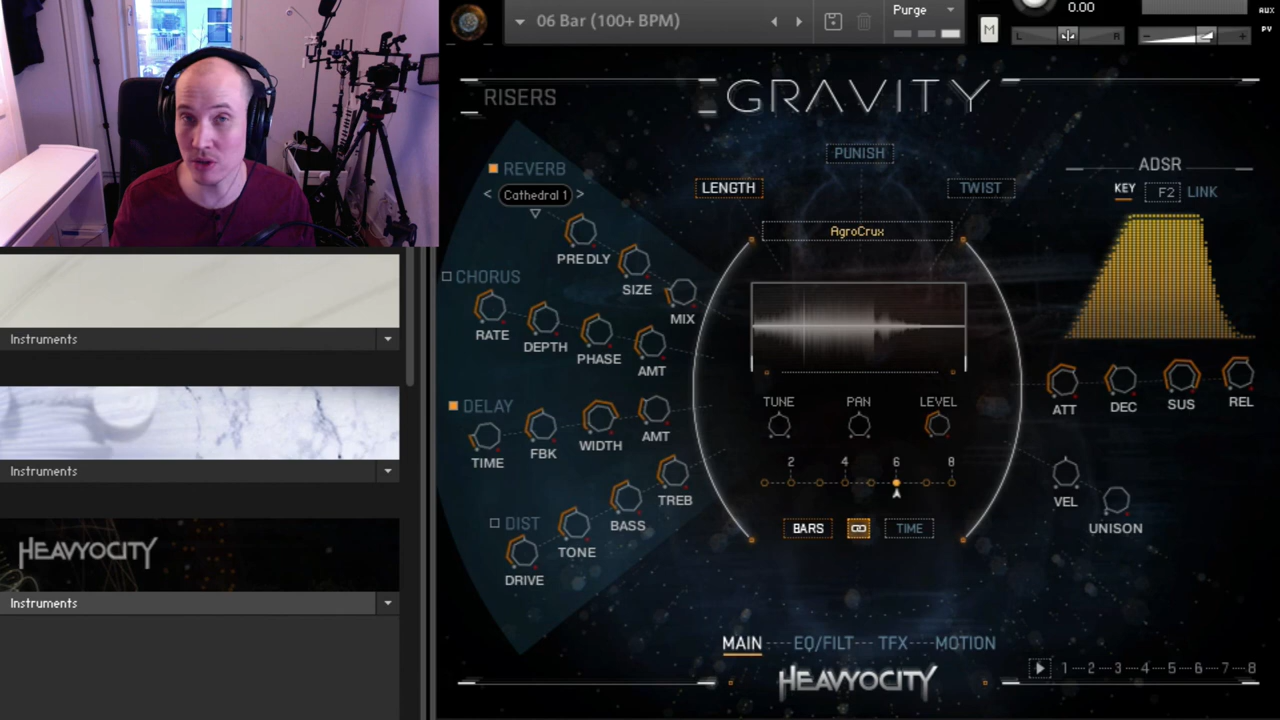 06 Bar (100+ BPM)
Purge
M
0.00
L
R
AUX
PV
RISERS
GRAVITY
REVERB
< Cathedral 1 >
PRE DLY
SIZE
MIX
CHORUS
RATE
DEPTH
PHASE
AMT
DELAY
TIME
FBK
WIDTH
AMT
DIST
DRIVE
TONE
BASS
TREB
PUNISH
LENGTH
TWIST
AgroCrux
TUNE
PAN
LEVEL
2 4 6 8
BARS
TIME
ADSR
KEY F2 LINK
ATT
DEC
SUS
REL
VEL
UNISON
MAIN EQ/FILT TFX MOTION
HEAVYOCITY
1 2 3 4 5 6 7 8
Instruments
Instruments
HEAVYOCITY
Instruments